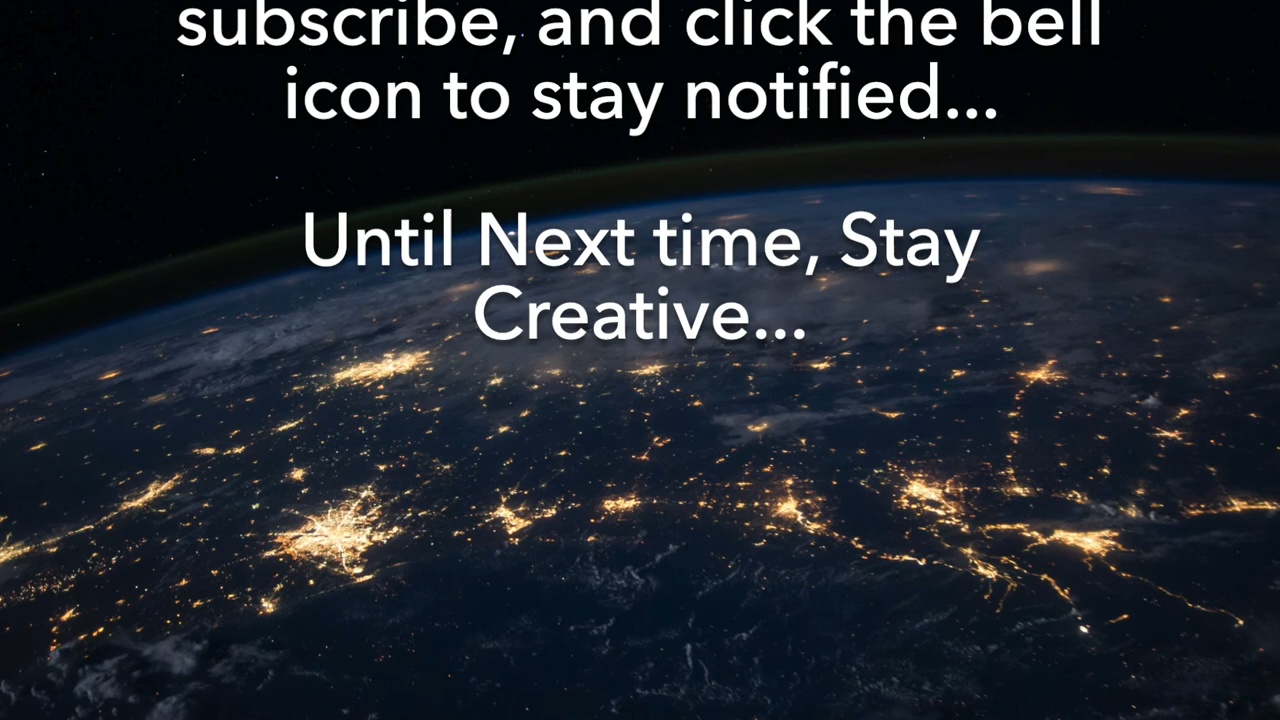 subscribe, and click the bell
icon to stay notified...
Until Next time, Stay
Creative...